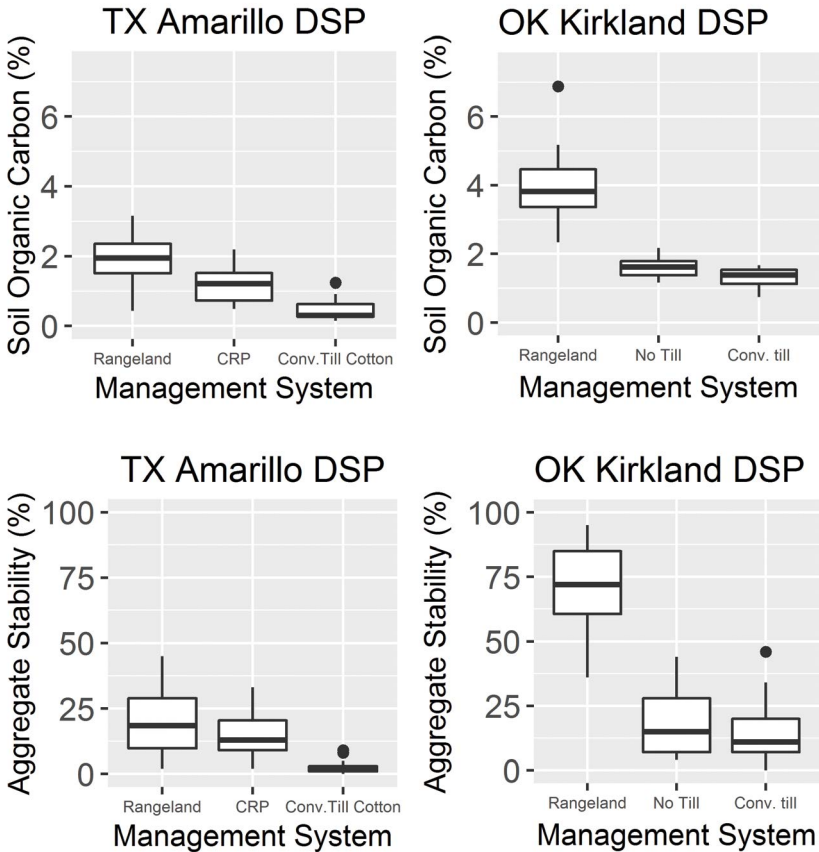 TX Amarillo DSP
Soil Organic Carbon (%)
6
4
2
0
Rangeland CRP Conv.Till Cotton
Management System
OK Kirkland DSP
Soil Organic Carbon (%)
6
4
2
0
Rangeland No Till Conv. till
Management System
TX Amarillo DSP
Aggregate Stability (%)
100
75
50
25
0
Rangeland CRP Conv.Till Cotton
Management System
OK Kirkland DSP
Aggregate Stability (%)
100
75
50
25
0
Rangeland No Till Conv. till
Management System